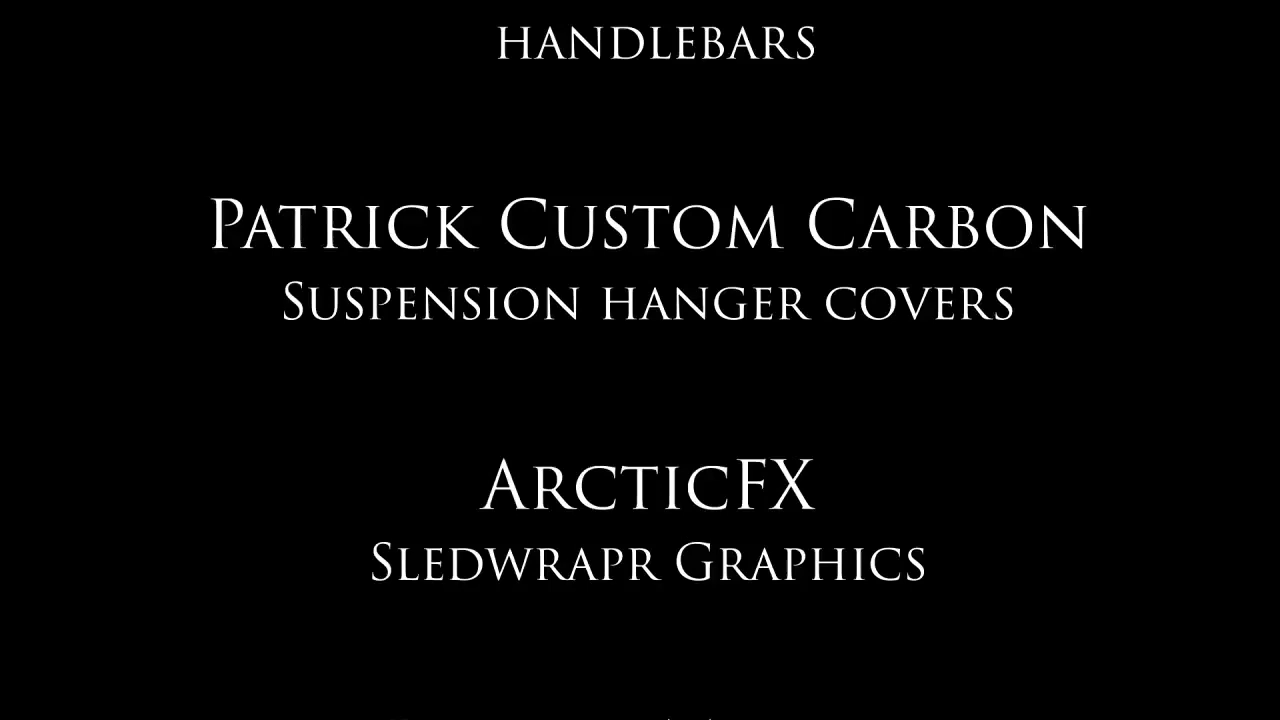 HANDLEBARS
PATRICK CUSTOM CARBON
SUSPENSION HANGER COVERS
ARCTICFX
SLEDWRAPR GRAPHICS